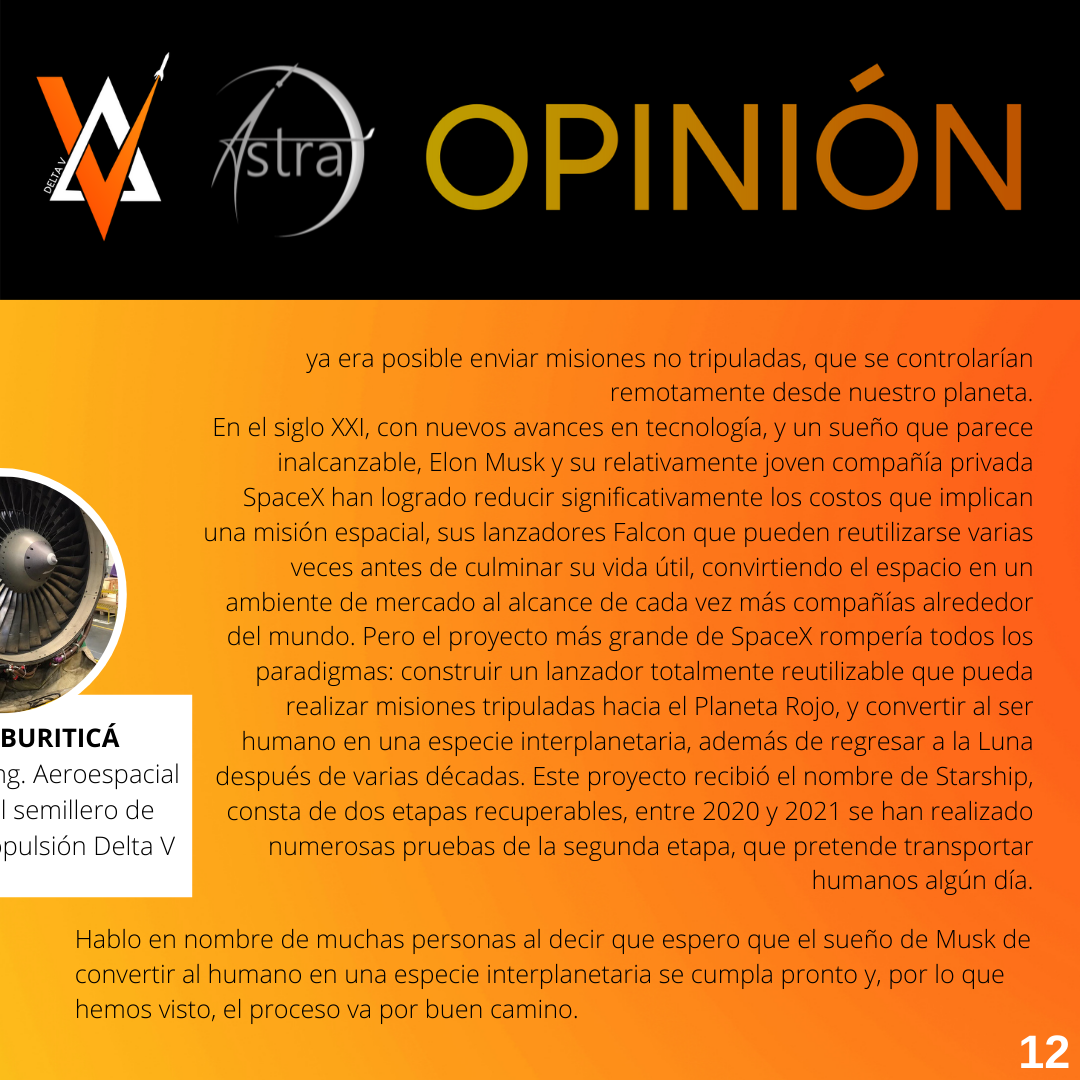 DELTA V
Astra
OPINIÓN
ya era posible enviar misiones no tripuladas, que se controlarían
remotamente desde nuestro planeta.
En el siglo XXI, con nuevos avances en tecnología, y un sueño que parece
inalcanzable, Elon Musk y su relativamente joven compañía privada
SpaceX han logrado reducir significativamente los costos que implican
una misión espacial, sus lanzadores Falcon que pueden reutilizarse varias
veces antes de culminar su vida útil, convirtiendo el espacio en un
ambiente de mercado al alcance de cada vez más compañías alrededor
del mundo. Pero el proyecto más grande de SpaceX rompería todos los
paradigmas: construir un lanzador totalmente reutilizable que pueda
realizar misiones tripuladas hacia el Planeta Rojo, y convertir al ser
humano en una especie interplanetaria, además de regresar a la Luna
después de varias décadas. Este proyecto recibió el nombre de Starship,
consta de dos etapas recuperables, entre 2020 y 2021 se han realizado
numerosas pruebas de la segunda etapa, que pretende transportar
humanos algún día.
BURITICÁ
ng. Aeroespacial
l semillero de
opulsión Delta V
Hablo en nombre de muchas personas al decir que espero que el sueño de Musk de
convertir al humano en una especie interplanetaria se cumpla pronto y, por lo que
hemos visto, el proceso va por buen camino.
12